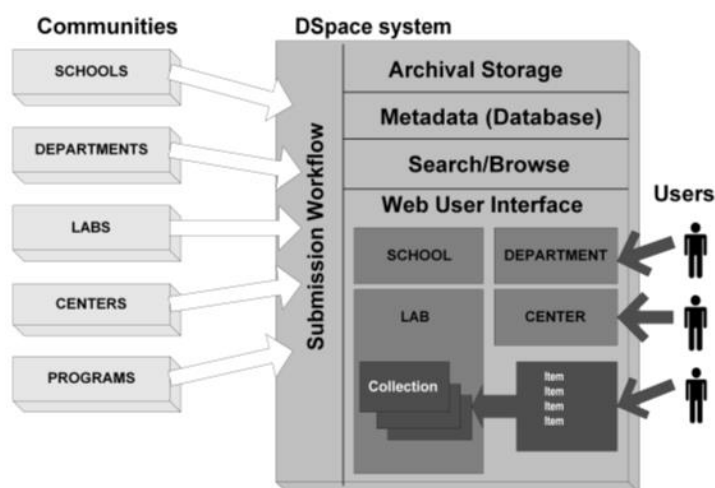 Communities
DSpace system
SCHOOLS
DEPARTMENTS
LABS
CENTERS
PROGRAMS
Submission Workflow
Archival Storage
Metadata (Database)
Search/Browse
Web User Interface
SCHOOL
DEPARTMENT
LAB
CENTER
Collection
Item
Item
Item
Item
Users